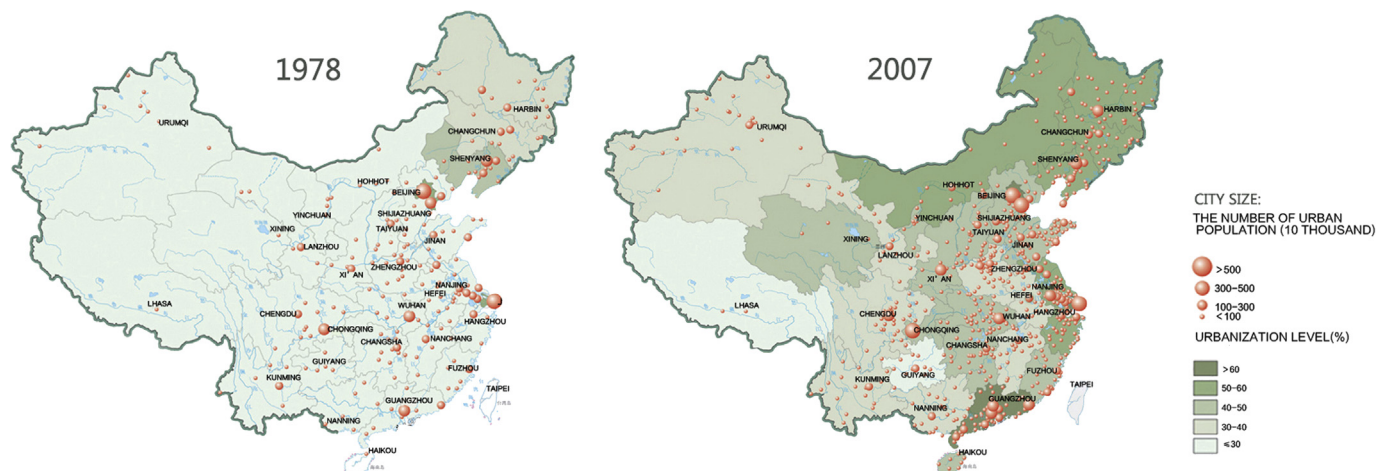 1978
HARBIN
URUMQI
CHANGCHUN
SHENYANG
HOHHOT
BEIJING
YINCHUAN
SHIJIAZHUANG
XINING
TAIYUAN
LANZHOU
JINAN
ZHENGZHOU
XI' AN
NANJING
HEFEI
LHASA
CHENGDU
WUHAN
HANGZHOU
CHONGQING
NANCHANG
CHANGSHA
GUIYANG
FUZHOU
KUNMING
TAIPEI
GUANGZHOU
NANNING
HAIKOU
2007
HARBIN
URUMQI
CHANGCHUN
SHENYANG
HOHHOT
BEIJING
YINCHUAN
SHIJIAZHUANG
TAIYUAN
XINING
JINAN
LANZHOU
ZHENGZHOU
XI' AN
NANJING
HEFEI
LHASA
HANGZHOU
CHENGDU
WUHAN
CHONGQING
NANCHANG
CHANGSHA
FUZHOU
GUIYANG
KUNMING
TAIPEI
GUANGZHOU
NANNING
HAIKOU
CITY SIZE:
THE NUMBER OF URBAN
POPULATION (10 THOUSAND)
>500
300-500
100-300
<100
URBANIZATION LEVEL(%)
>60
50-60
40-50
30-40
≤30